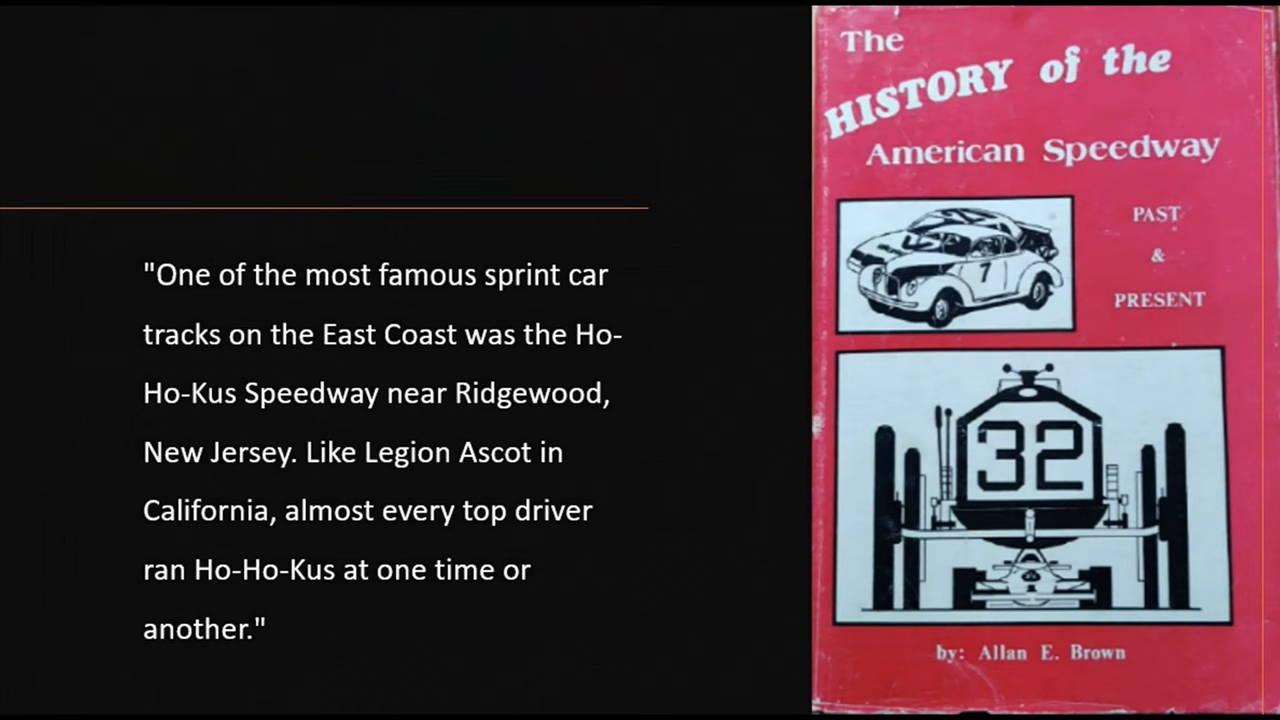 "One of the most famous sprint car
tracks on the East Coast was the Ho-
Ho-Kus Speedway near Ridgewood,
New Jersey. Like Legion Ascot in
California, almost every top driver
ran Ho-Ho-Kus at one time or
another."
The
HISTORY of the
American Speedway
PAST
&
PRESENT
7
32
by: Allan E. Brown